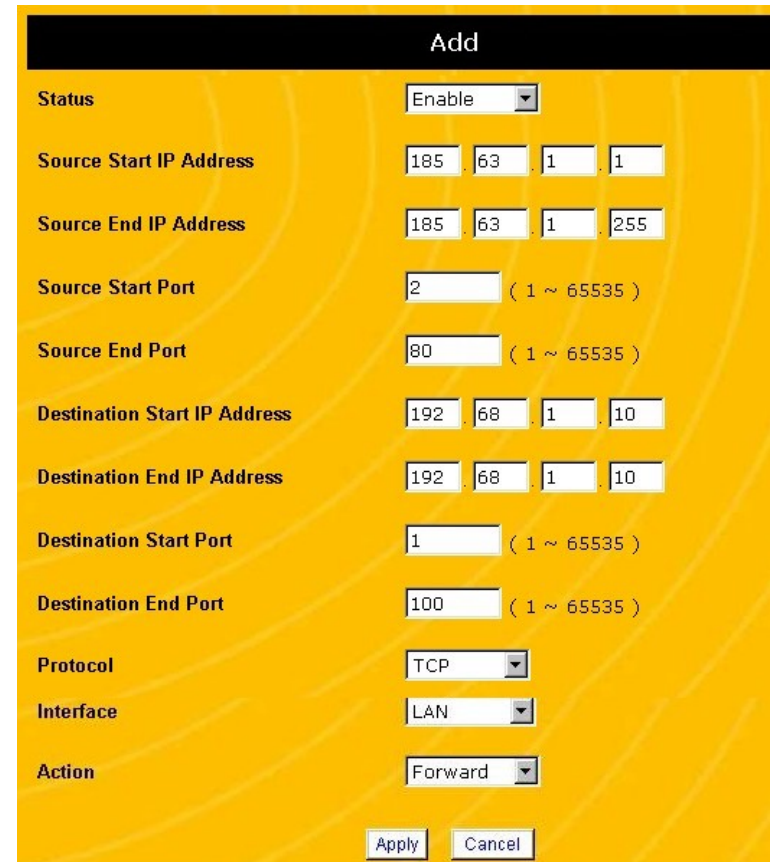 Add
Status Enable
Source Start IP Address 185 . 63 . 1 . 1
Source End IP Address 185 . 63 . 1 . 255
Source Start Port 2 ( 1 ~ 65535 )
Source End Port 80 ( 1 ~ 65535 )
Destination Start IP Address 192 . 68 . 1 . 10
Destination End IP Address 192 . 68 . 1 . 10
Destination Start Port 1 ( 1 ~ 65535 )
Destination End Port 100 ( 1 ~ 65535 )
Protocol TCP
Interface LAN
Action Forward
Apply Cancel